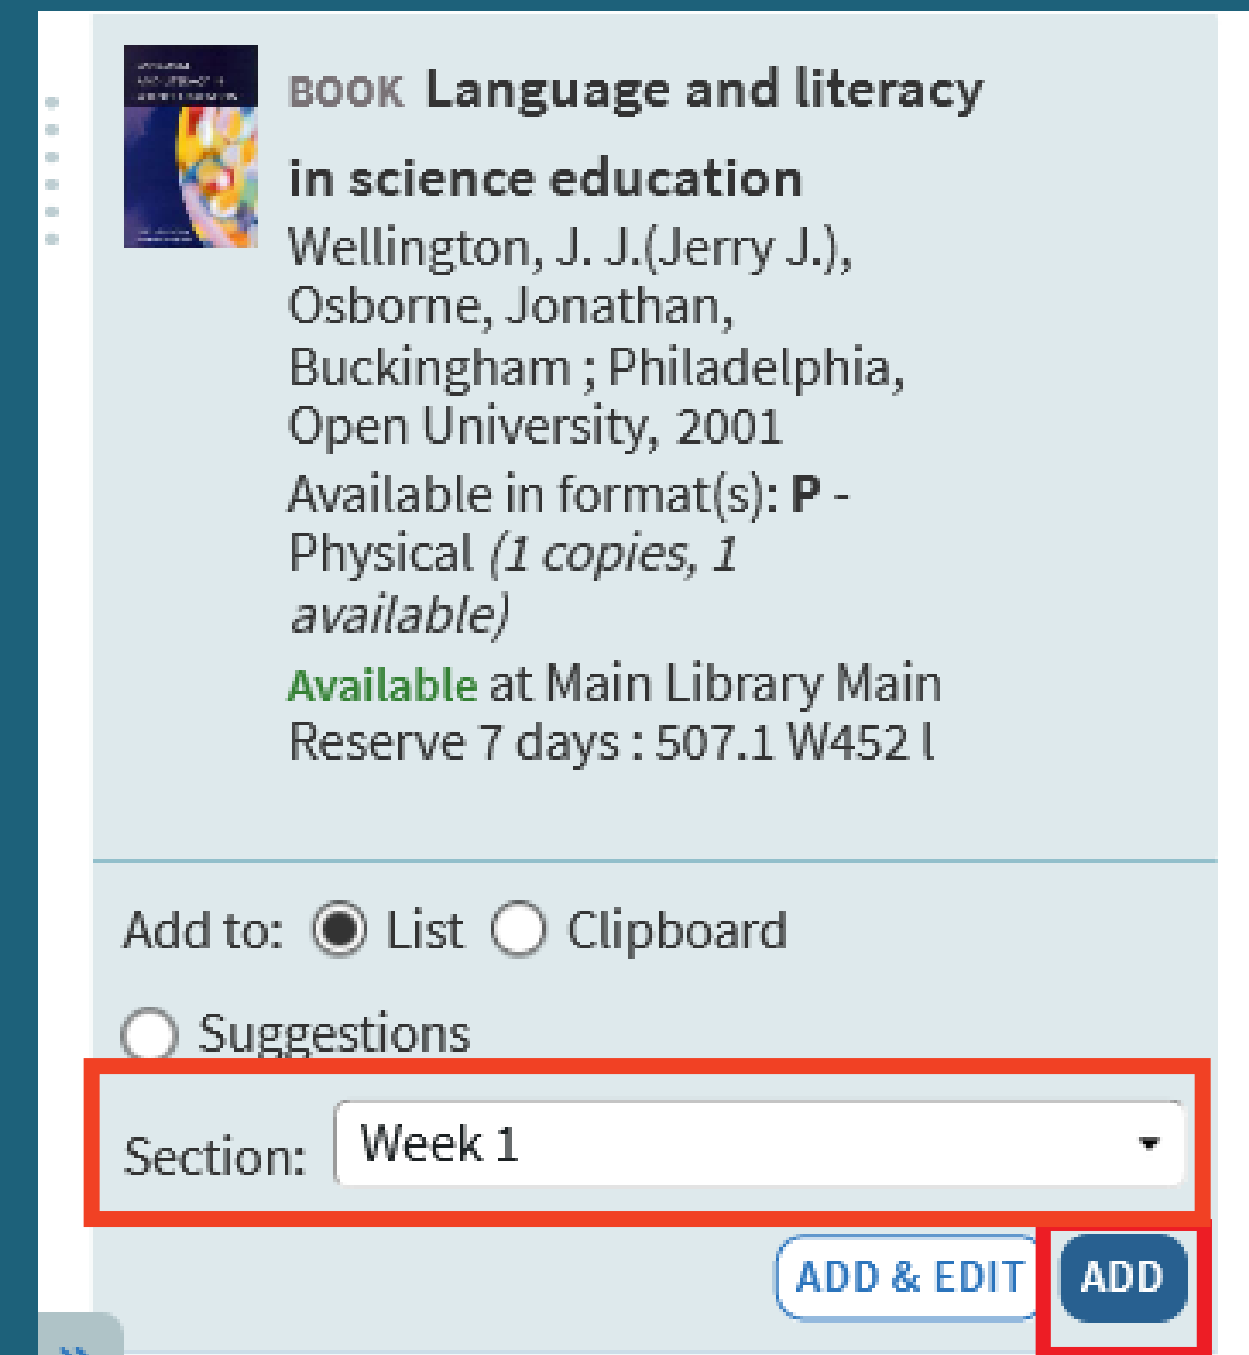 BOOK Language and literacy
in science education
Wellington, J. J.(Jerry J.),
Osborne, Jonathan,
Buckingham ; Philadelphia,
Open University, 2001
Available in format(s): P -
Physical (1 copies, 1
available)
Available at Main Library Main
Reserve 7 days : 507.1 W452 l
Add to: List Clipboard
Suggestions
Section: Week 1
ADD & EDIT ADD